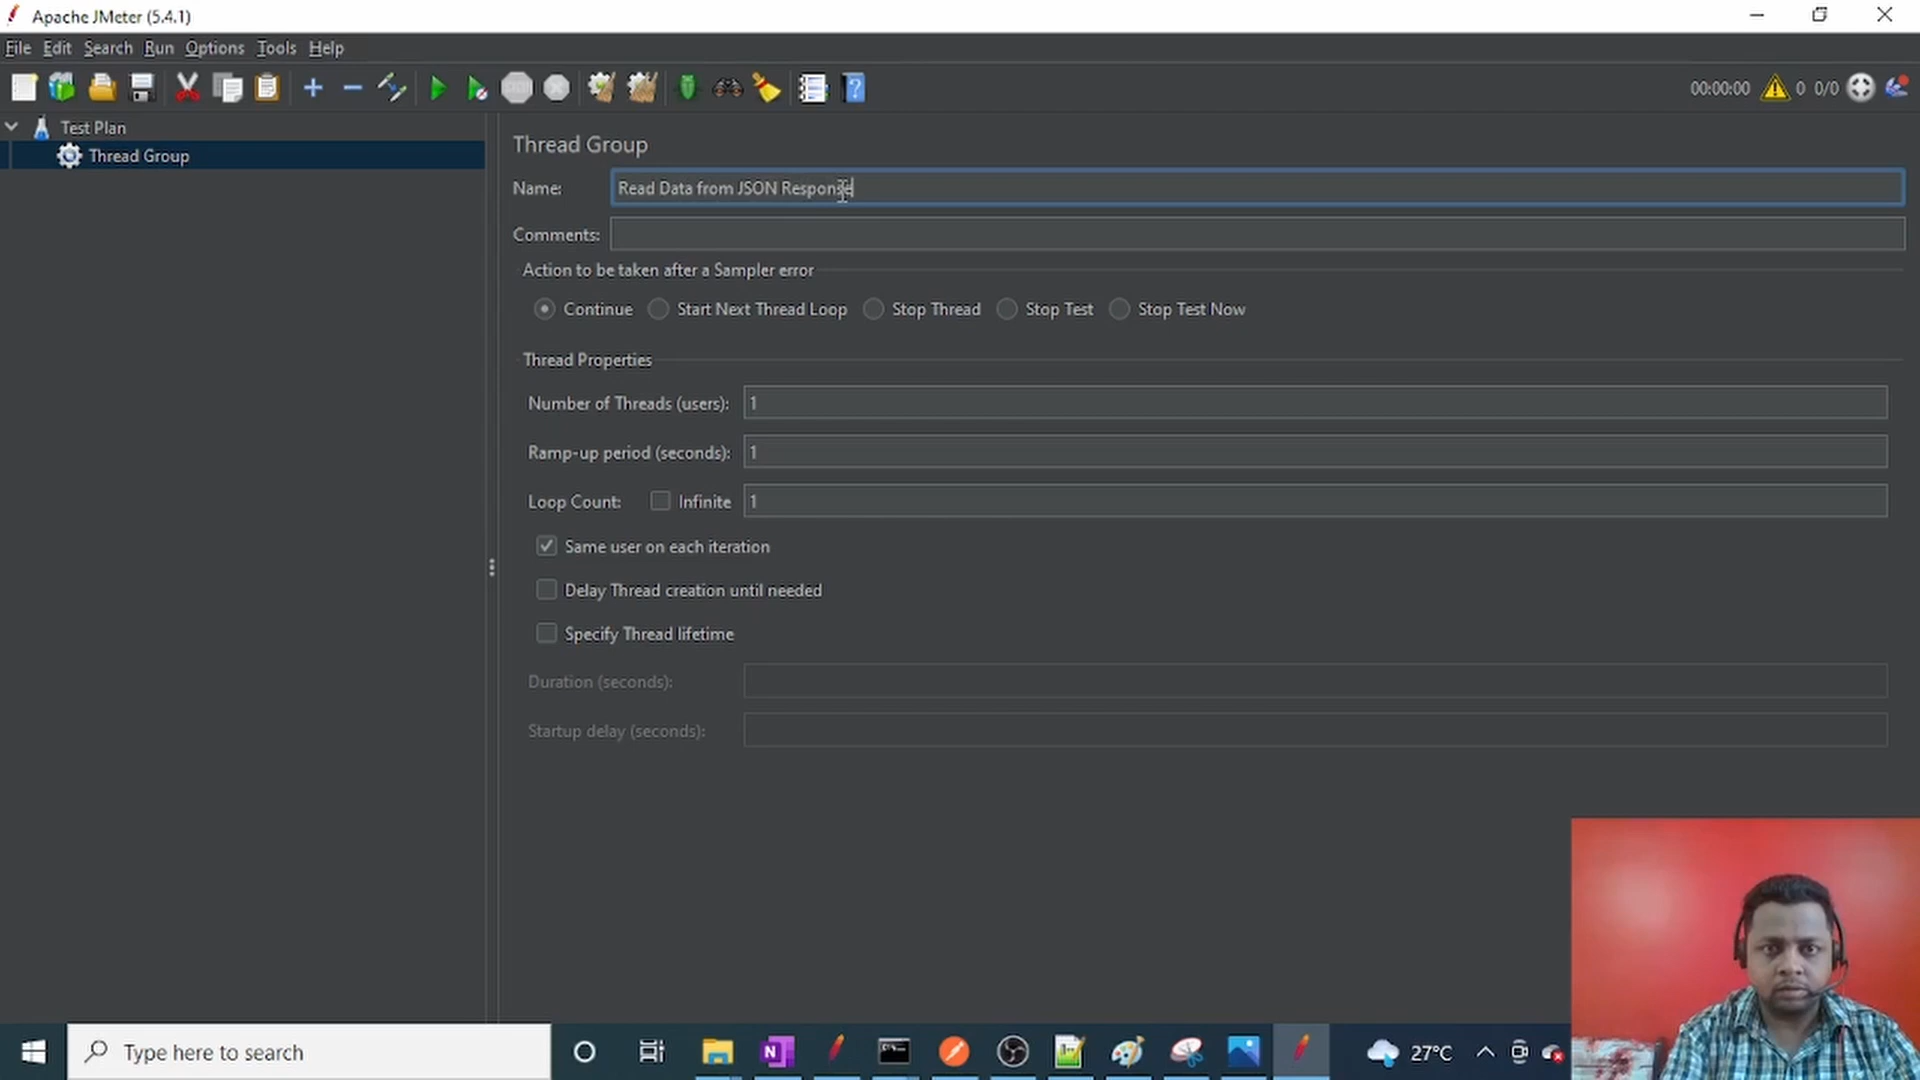 Apache JMeter (5.4.1)
File Edit Search Run Options Tools Help
00:00:00 0 0/0
Test Plan
Thread Group
Thread Group
Name: Read Data from JSON Response
Comments:
Action to be taken after a Sampler error
Continue Start Next Thread Loop Stop Thread Stop Test Stop Test Now
Thread Properties
Number of Threads (users): 1
Ramp-up period (seconds): 1
Loop Count: Infinite 1
Same user on each iteration
Delay Thread creation until needed
Specify Thread lifetime
Duration (seconds):
Startup delay (seconds):
Type here to search
27°C